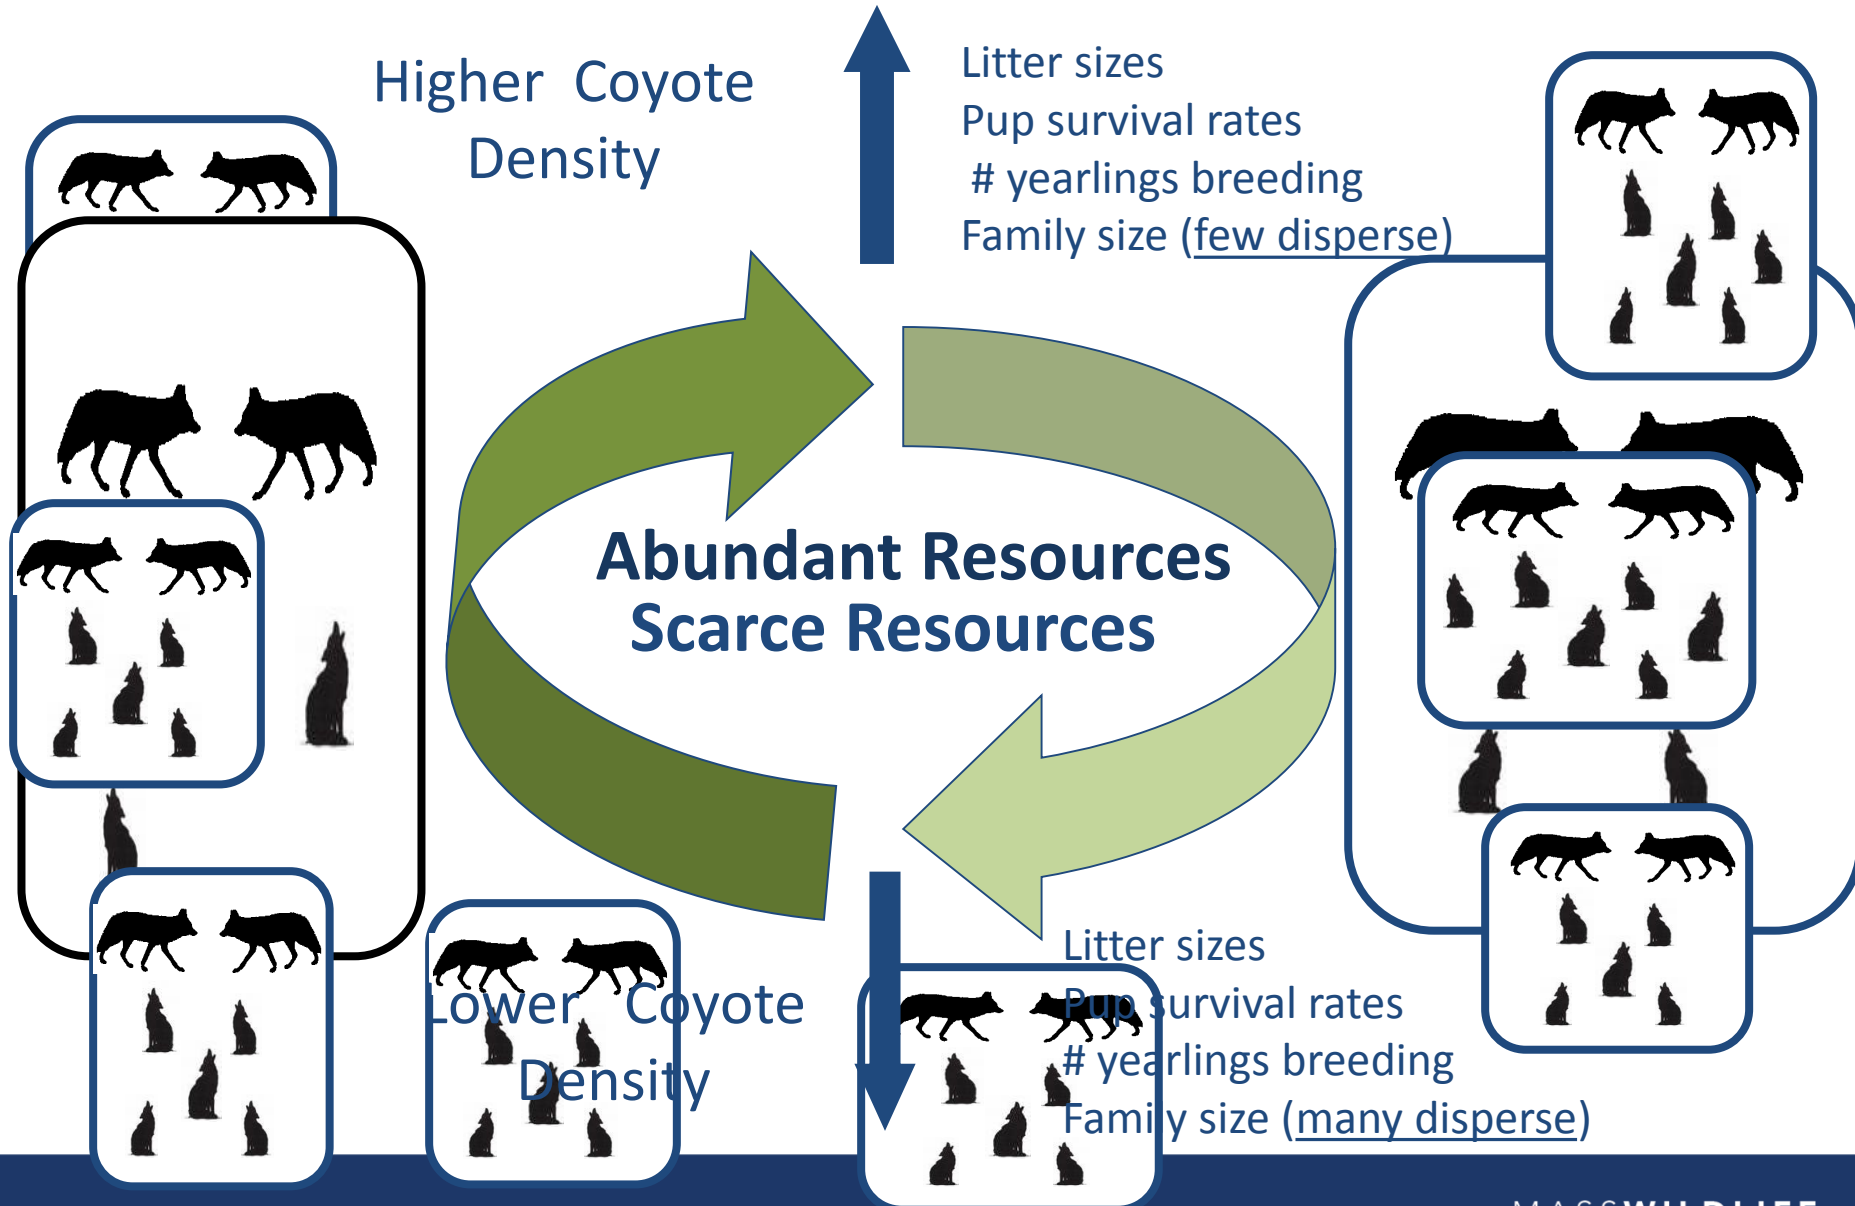 Higher Coyote
Density
Litter sizes
Pup survival rates
# yearlings breeding
Family size (few disperse)
Abundant Resources
Scarce Resources
Lower Coyote
Density
Litter sizes
Pup survival rates
# yearlings breeding
Family size (many disperse)
MASSWILDLIFE